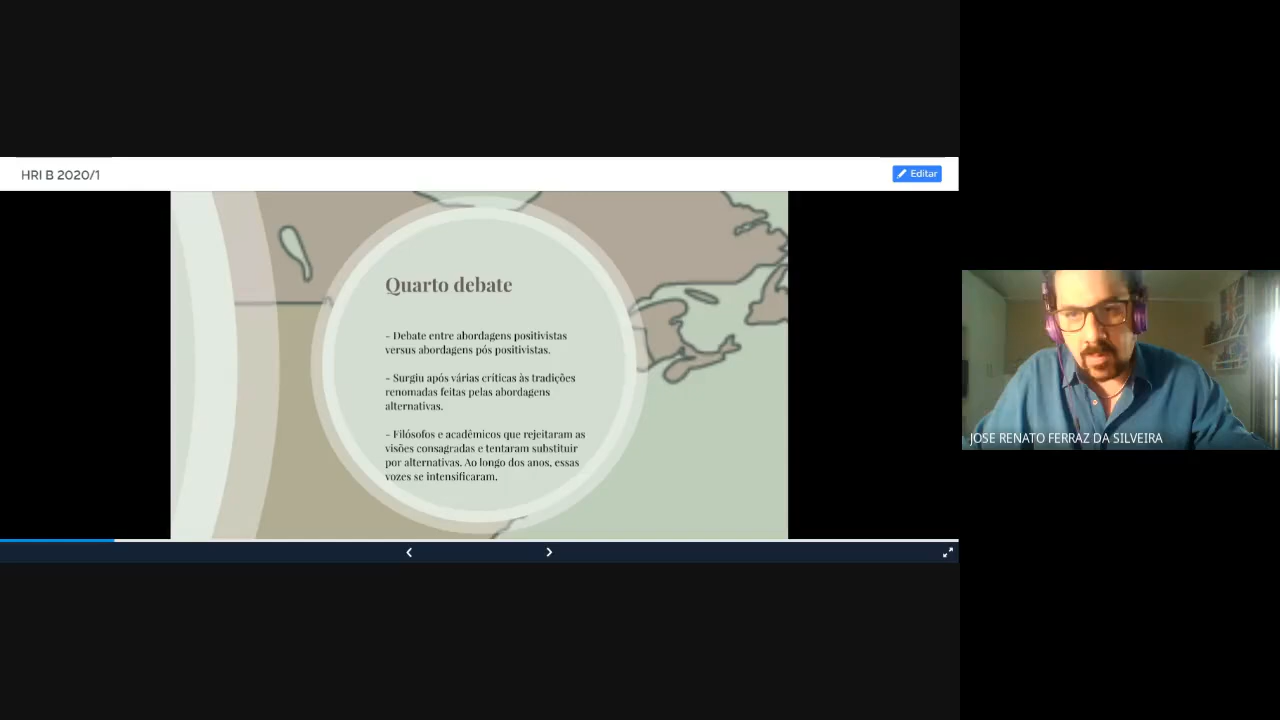 HRI B 2020/1
Editar
Quarto debate
- Debate entre abordagens positivistas
versus abordagens pós positivistas.
- Surgiu após várias críticas às tradições
renomadas feitas pelas abordagens
alternativas.
- Filósofos e acadêmicos que rejeitaram as
visões consagradas e tentaram substituir
por alternativas. Ao longo dos anos, essas
vozes se intensificaram.
JOSE RENATO FERRAZ DA SILVEIRA